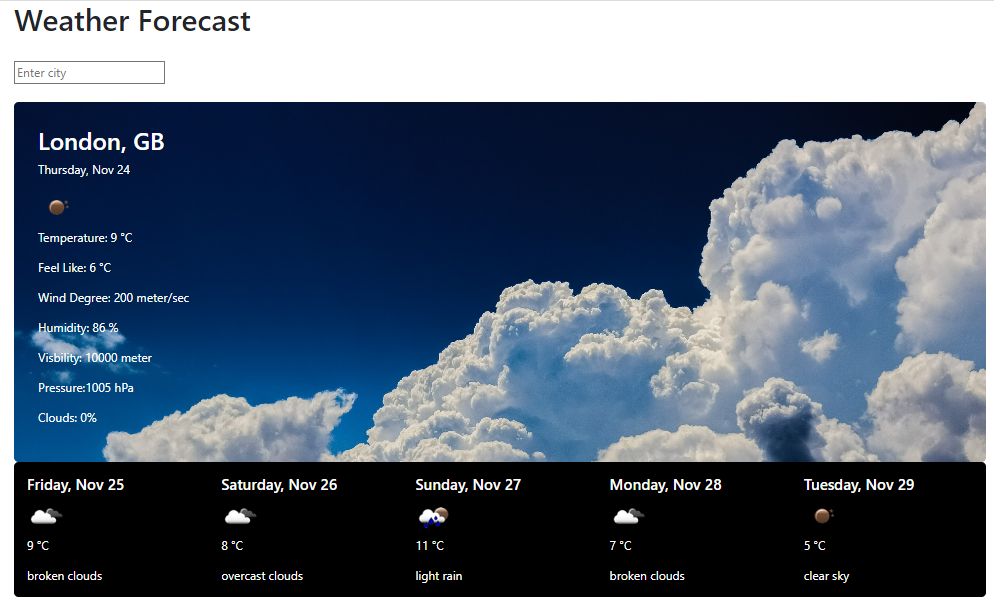 Weather Forecast
Enter city
London, GB
Thursday, Nov 24
Temperature: 9 °C
Feel Like: 6 °C
Wind Degree: 200 meter/sec
Humidity: 86 %
Visbility: 10000 meter
Pressure:1005 hPa
Clouds: 0%
Friday, Nov 25
9 °C
broken clouds
Saturday, Nov 26
8 °C
overcast clouds
Sunday, Nov 27
11 °C
light rain
Monday, Nov 28
7 °C
broken clouds
Tuesday, Nov 29
5 °C
clear sky